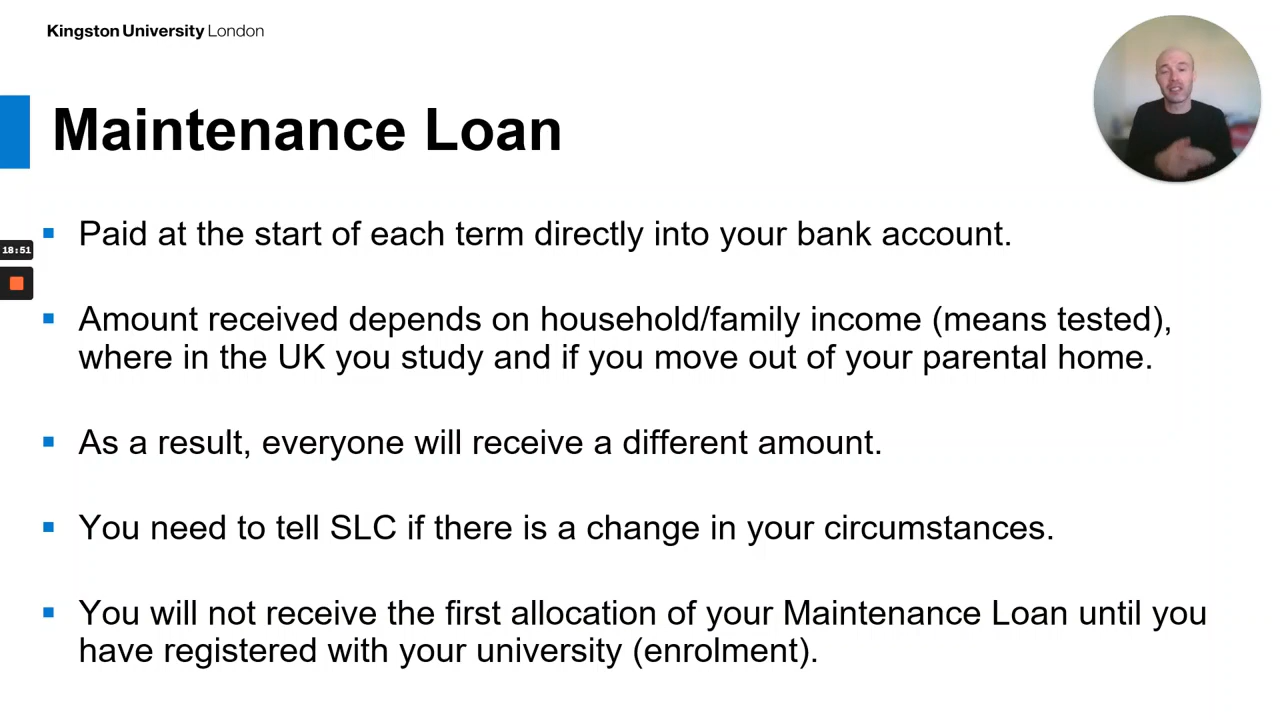 Kingston University London
Maintenance Loan
Paid at the start of each term directly into your bank account.
18:51
Amount received depends on household/family income (means tested),
where in the UK you study and if you move out of your parental home.
As a result, everyone will receive a different amount.
You need to tell SLC if there is a change in your circumstances.
You will not receive the first allocation of your Maintenance Loan until you
have registered with your university (enrolment).